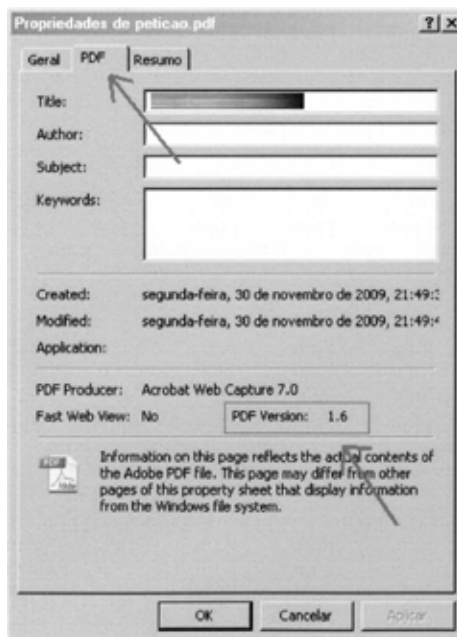 Propriedades de peticao.pdf
Geral PDF Resumo
Title:
Author:
Subject:
Keywords:
Created: segunda-feira, 30 de novembro de 2009, 21:49:
Modified: segunda-feira, 30 de novembro de 2009, 21:49:
Application:
PDF Producer: Acrobat Web Capture 7.0
Fast Web View: No PDF Version: 1.6
Information on this page reflects the actual contents of
the Adobe PDF file. This page may differ from other
pages of this property sheet that display information
from the Windows file system.
OK Cancelar Aplicar